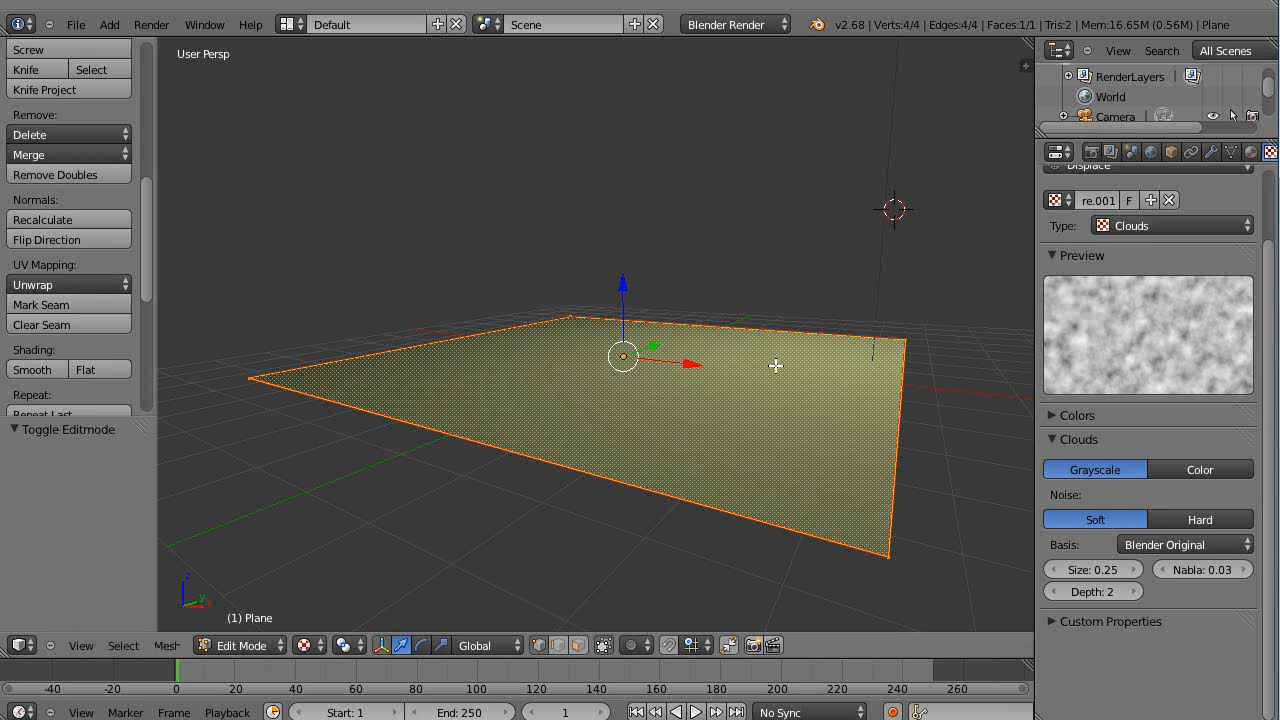 File Add Render Window Help Default Scene Blender Render v2.68 | Verts:4/4 | Edges:4/4 | Faces:1/1 | Tris:2 | Mem:16.65M (0.56M) | Plane
Screw
Knife Select
Knife Project
Remove:
Delete
Merge
Remove Doubles
Normals:
Recalculate
Flip Direction
UV Mapping:
Unwrap
Mark Seam
Clear Seam
Shading:
Smooth Flat
Repeat:
Repeat Last
Toggle Editmode
User Persp
z
y
x
(1) Plane
View Select Mesh Edit Mode Global
View Search All Scenes
RenderLayers
World
Camera
Displace
re.001 F
Type: Clouds
Preview
Colors
Clouds
Grayscale Color
Noise:
Soft Hard
Basis: Blender Original
Size: 0.25 Nabla: 0.03
Depth: 2
Custom Properties
-40 -20 0 20 40 60 80 100 120 140 160 180 200 220 240 260
View Marker Frame Playback Start: 1 End: 250 1 No Sync